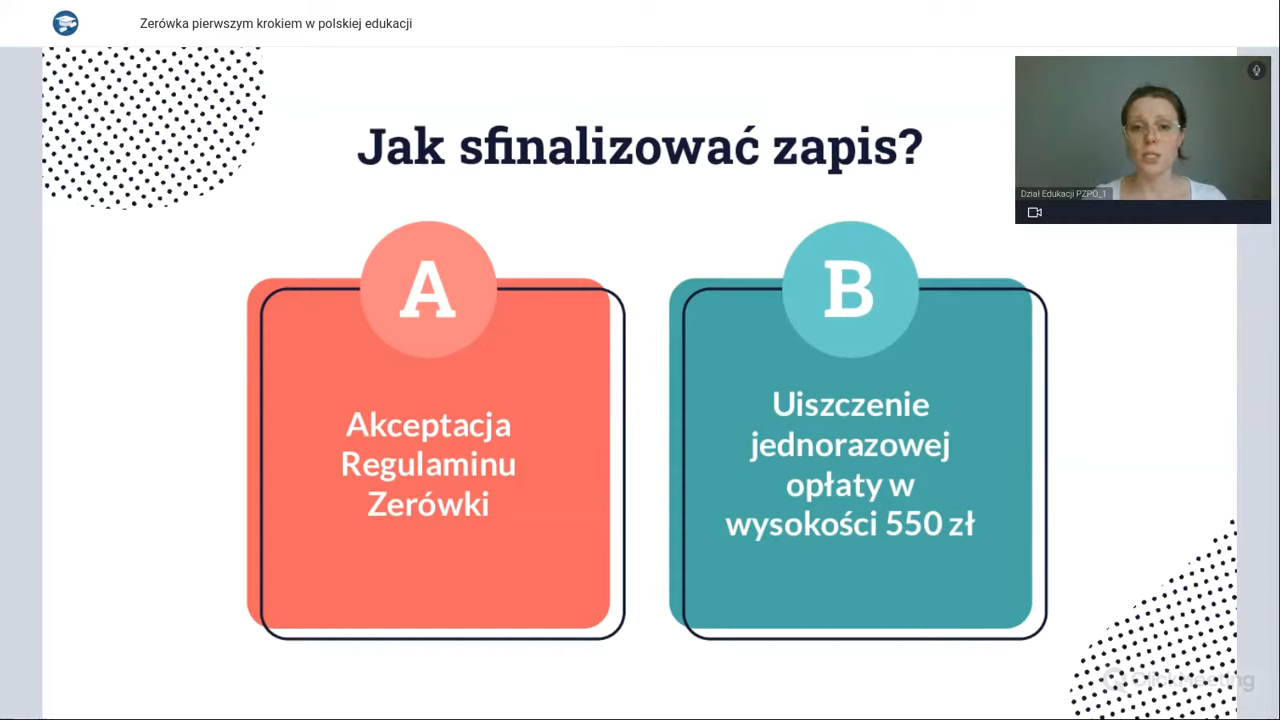 Zerówka pierwszym krokiem w polskiej edukacji
Jak sfinalizować zapis?
Dział Edukacji PZPO_1
A
Akceptacja
Regulaminu
Zerówki
B
Uiszczenie
jednorazowej
opłaty w
wysokości 550 zł
ClickMeeting